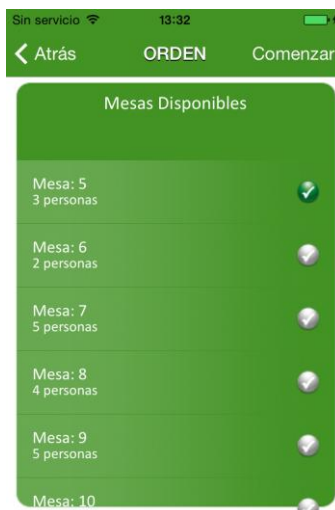 Sin servicio 13:32
Atrás ORDEN Comenzar
Mesas Disponibles
Mesa: 5
3 personas
Mesa: 6
2 personas
Mesa: 7
5 personas
Mesa: 8
4 personas
Mesa: 9
5 personas
Mesa: 10